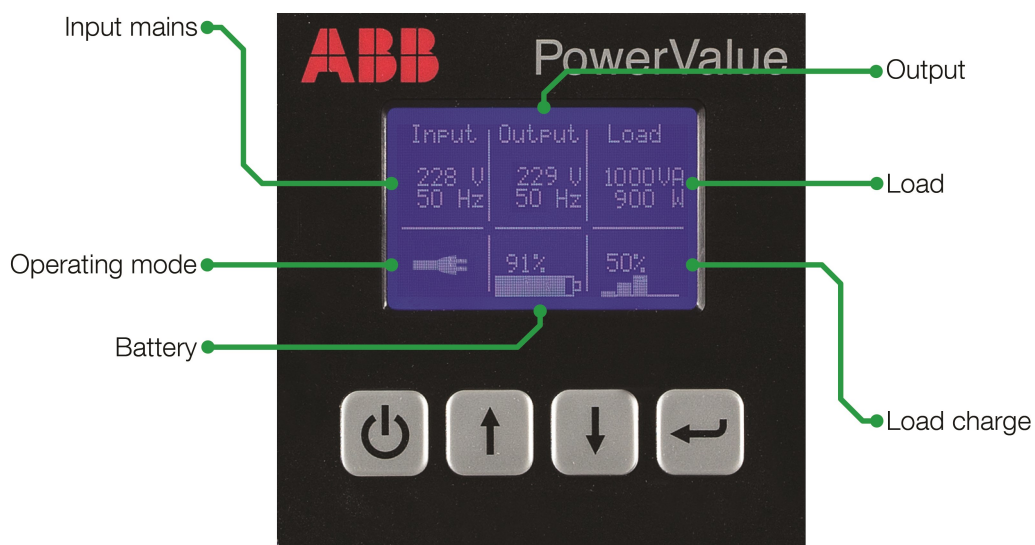 Input mains
ABB PowerValue
Output
Input Output Load
228 V 229 V 1000VA
50 Hz 50 Hz 900 W
Load
Operating mode
91% 50%
Battery
Load charge